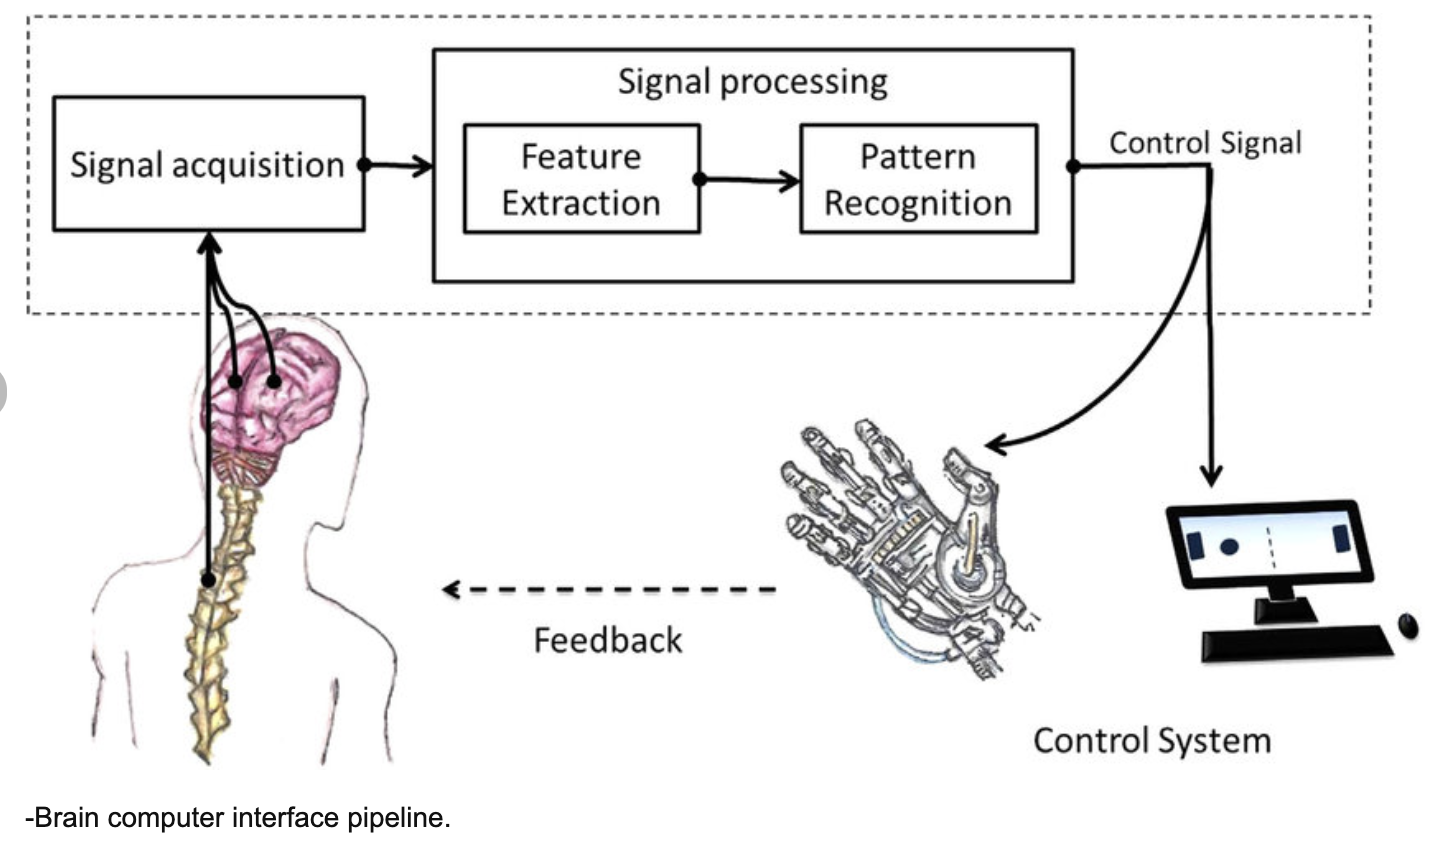 Signal processing
Signal acquisition
Feature
Extraction
Pattern
Recognition
Control Signal
Feedback
Control System
-Brain computer interface pipeline.